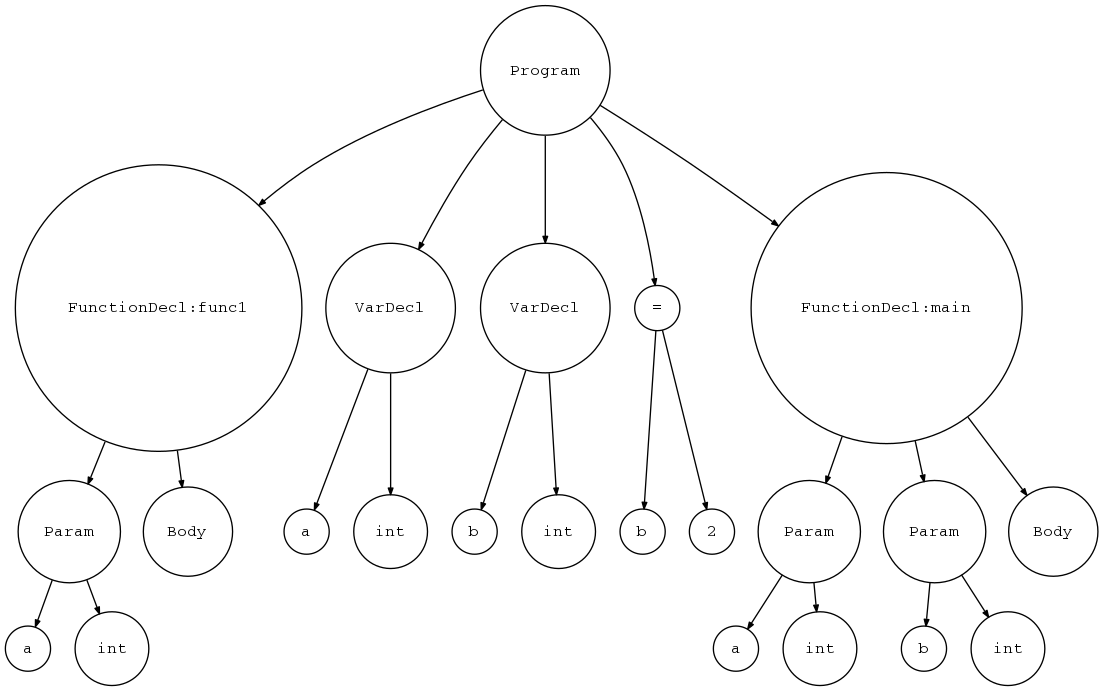 Program
FunctionDecl:func1
VarDecl
VarDecl
=
FunctionDecl:main
Param
Body
a
int
b
int
b
2
Param
Param
Body
a
int
a
int
b
int